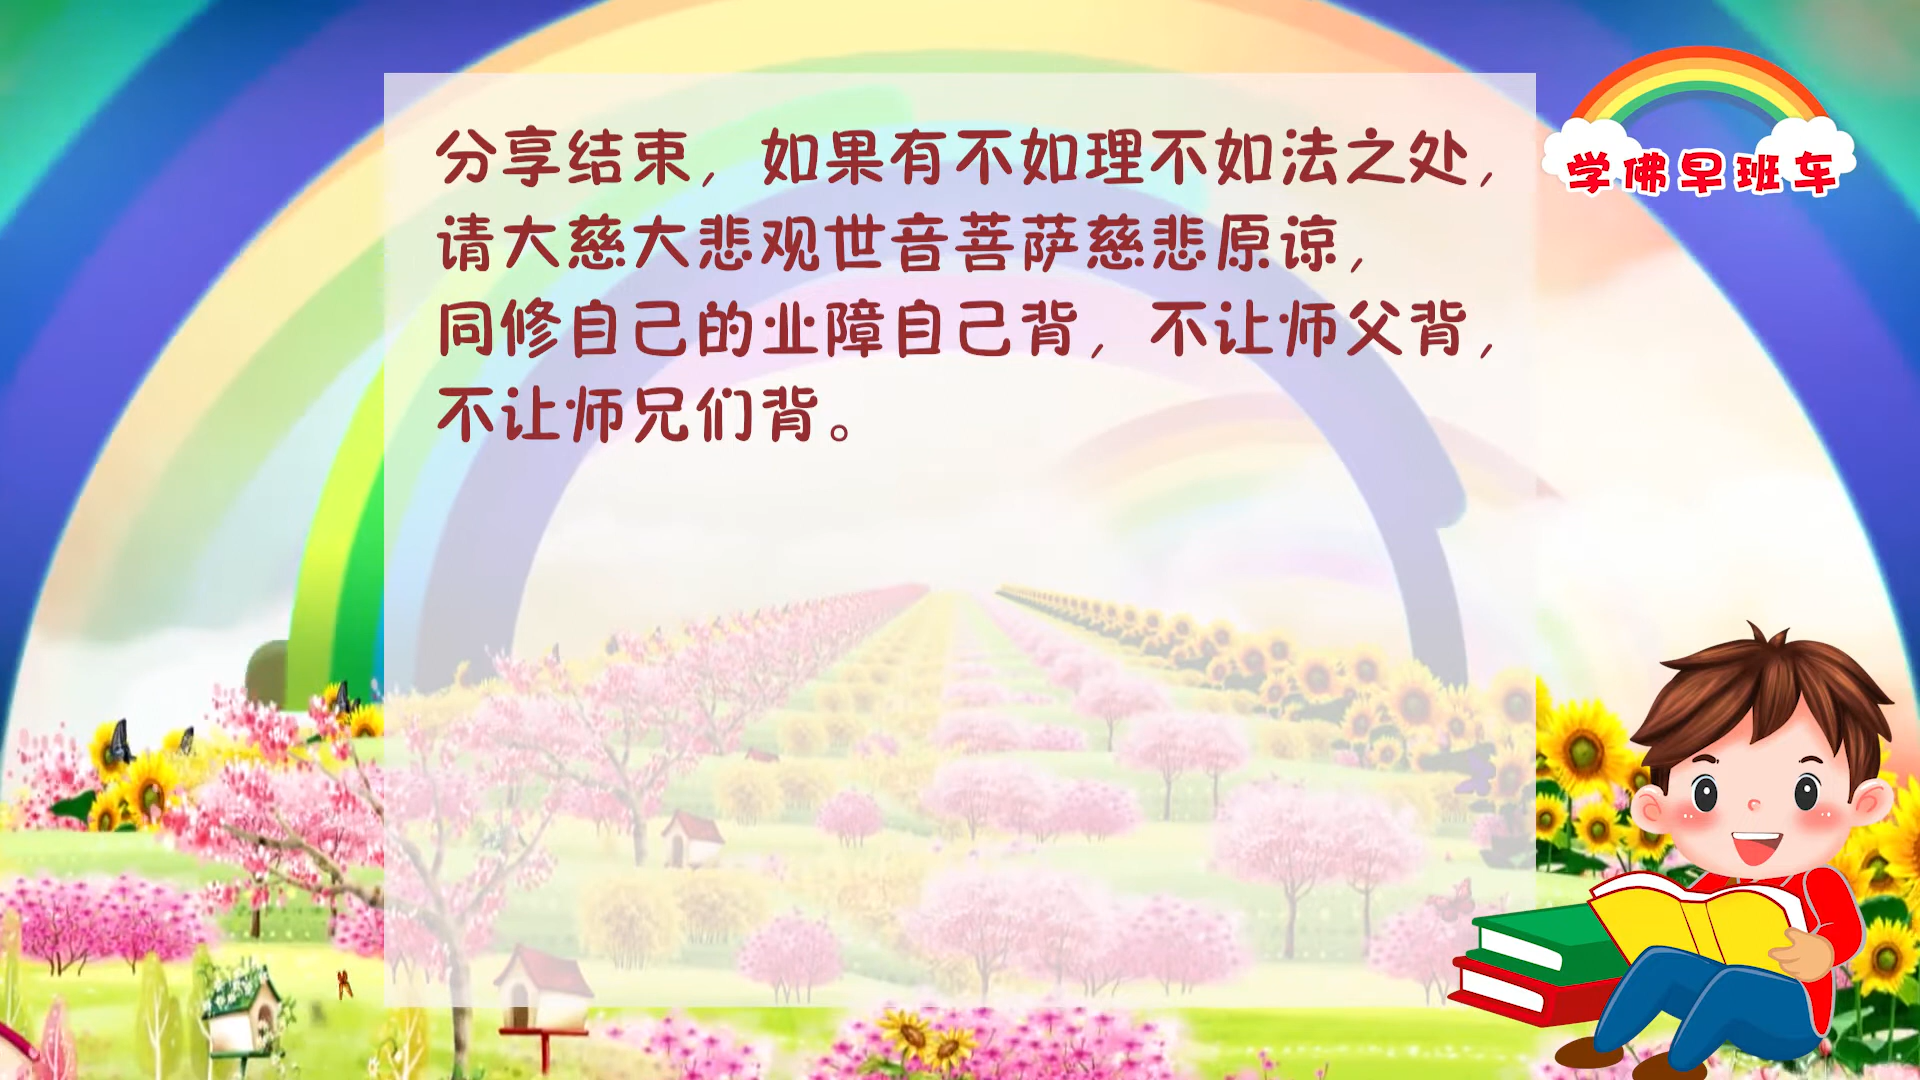 分享结束，如果有不如理不如法之处，
请大慈大悲观世音菩萨慈悲原谅，
同修自己的业障自己背，不让师父背，
不让师兄们背。
学佛早班车